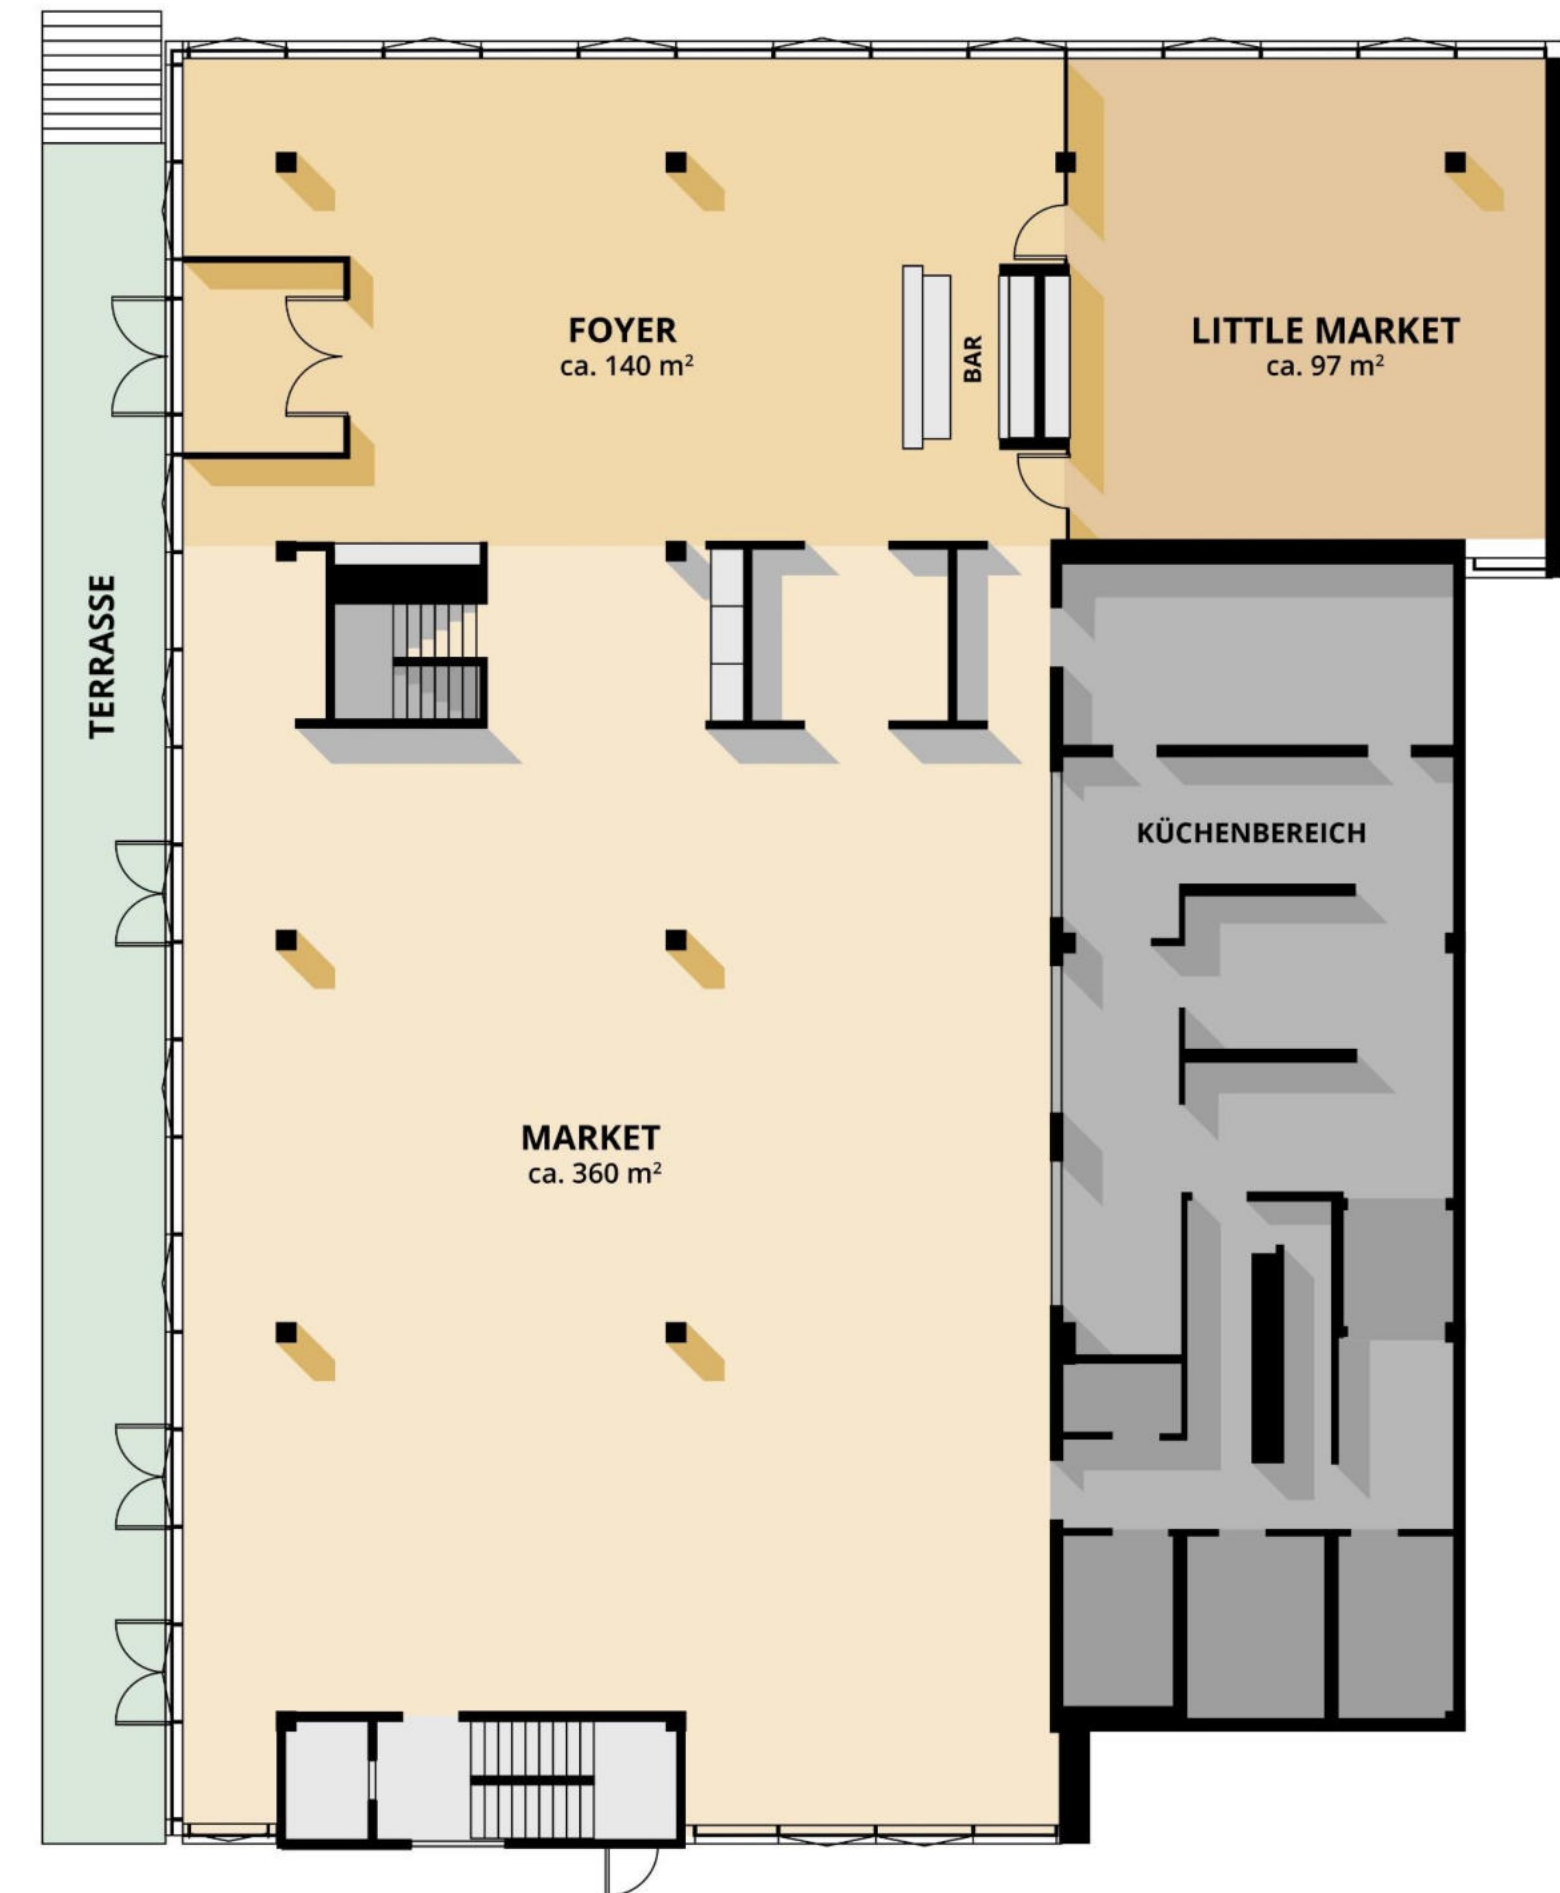 FOYER
ca. 140 m²
BAR
LITTLE MARKET
ca. 97 m²
TERRASSE
KÜCHENBEREICH
MARKET
ca. 360 m²